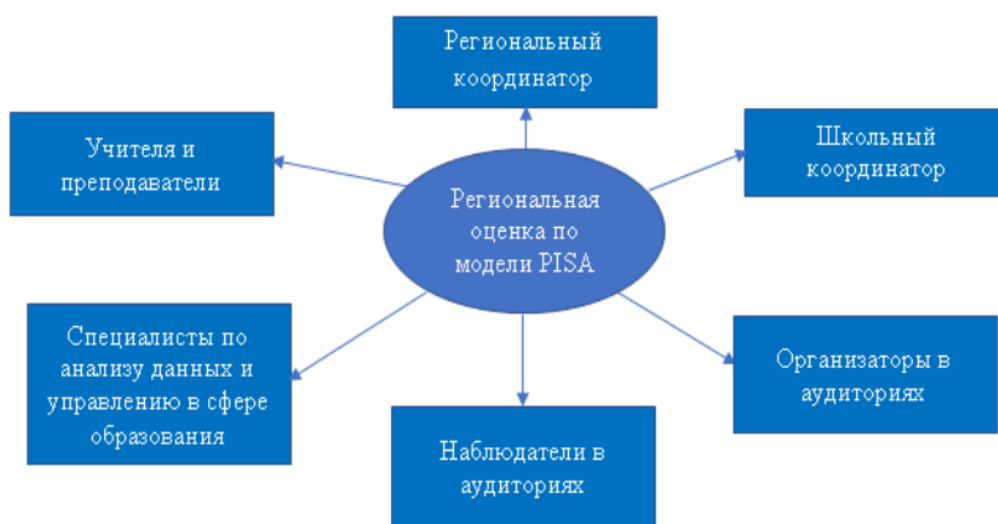 Региональный
координатор
Учителя и
преподаватели
Школьный
координатор
Региональная
оценка по
модели PISA
Специалисты по
анализу данных и
управлению в сфере
образования
Организаторы в
аудиториях
Наблюдатели в
аудиториях